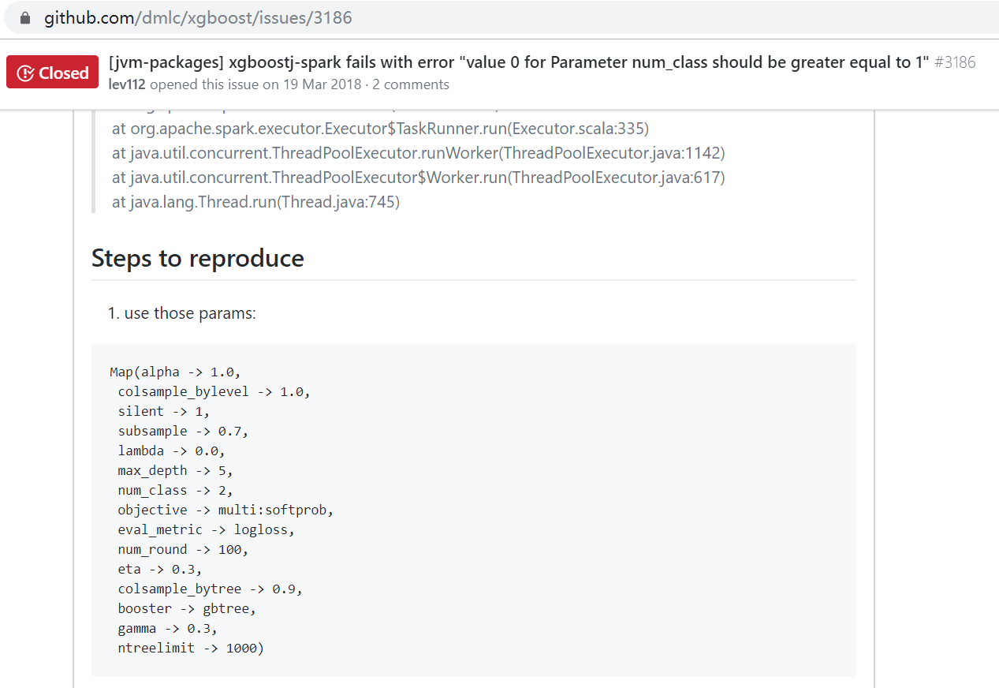 github.com/dmlc/xgboost/issues/3186
Closed
[jvm-packages] xgboostj-spark fails with error "value 0 for Parameter num_class should be greater equal to 1" #3186
lev112 opened this issue on 19 Mar 2018 · 2 comments
at org.apache.spark.executor.Executor$TaskRunner.run(Executor.scala:335)
at java.util.concurrent.ThreadPoolExecutor.runWorker(ThreadPoolExecutor.java:1142)
at java.util.concurrent.ThreadPoolExecutor$Worker.run(ThreadPoolExecutor.java:617)
at java.lang.Thread.run(Thread.java:745)
Steps to reproduce
1. use those params:
Map(alpha -> 1.0,
colsample_bylevel -> 1.0,
silent -> 1,
subsample -> 0.7,
lambda -> 0.0,
max_depth -> 5,
num_class -> 2,
objective -> multi:softprob,
eval_metric -> logloss,
num_round -> 100,
eta -> 0.3,
colsample_bytree -> 0.9,
booster -> gbtree,
gamma -> 0.3,
ntreelimit -> 1000)